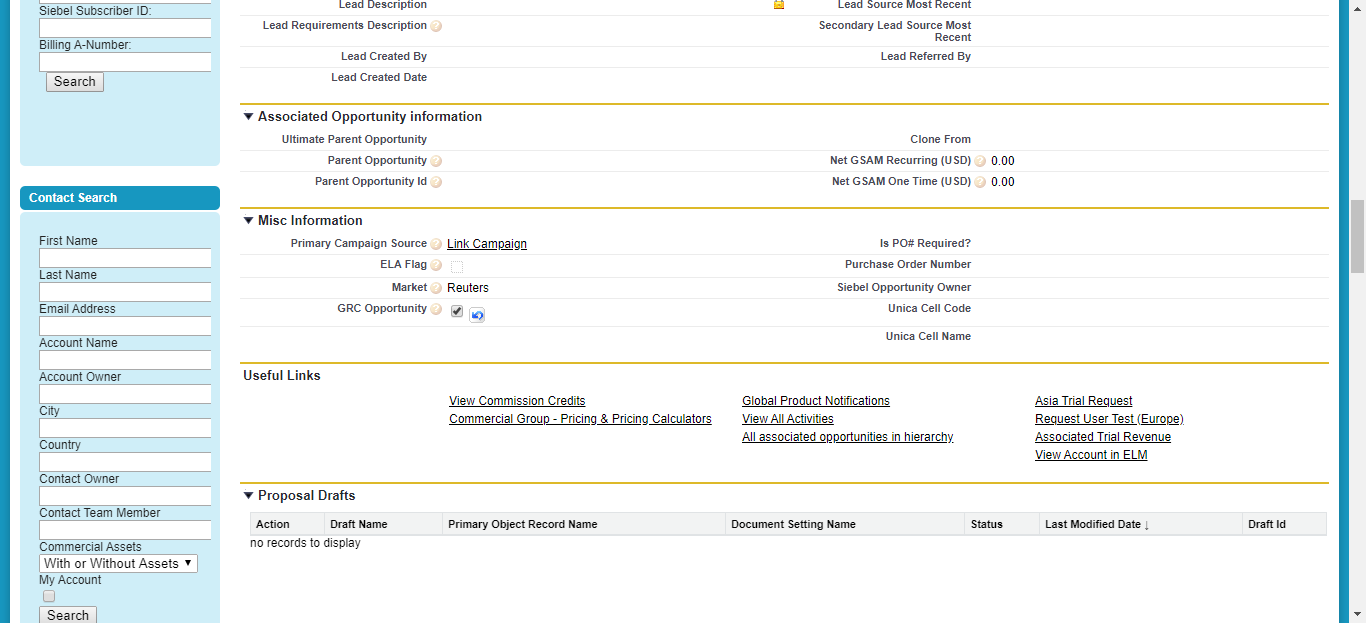 Siebel Subscriber ID:
Billing A-Number:
Search
Contact Search
First Name
Last Name
Email Address
Account Name
Account Owner
City
Country
Contact Owner
Contact Team Member
Commercial Assets
With or Without Assets
My Account
Search
Lead Description
Lead Source Most Recent
Lead Requirements Description
Secondary Lead Source Most
Recent
Lead Created By
Lead Referred By
Lead Created Date
Associated Opportunity information
Ultimate Parent Opportunity
Clone From
Parent Opportunity
Net GSAM Recurring (USD) 0.00
Parent Opportunity Id
Net GSAM One Time (USD) 0.00
Misc Information
Primary Campaign Source Link Campaign
Is PO# Required?
ELA Flag
Purchase Order Number
Market Reuters
Siebel Opportunity Owner
GRC Opportunity
Unica Cell Code
Unica Cell Name
Useful Links
View Commission Credits
Global Product Notifications
Asia Trial Request
Commercial Group - Pricing & Pricing Calculators
View All Activities
Request User Test (Europe)
All associated opportunities in hierarchy
Associated Trial Revenue
View Account in ELM
Proposal Drafts
Action Draft Name Primary Object Record Name Document Setting Name Status Last Modified Date ↓ Draft Id
no records to display